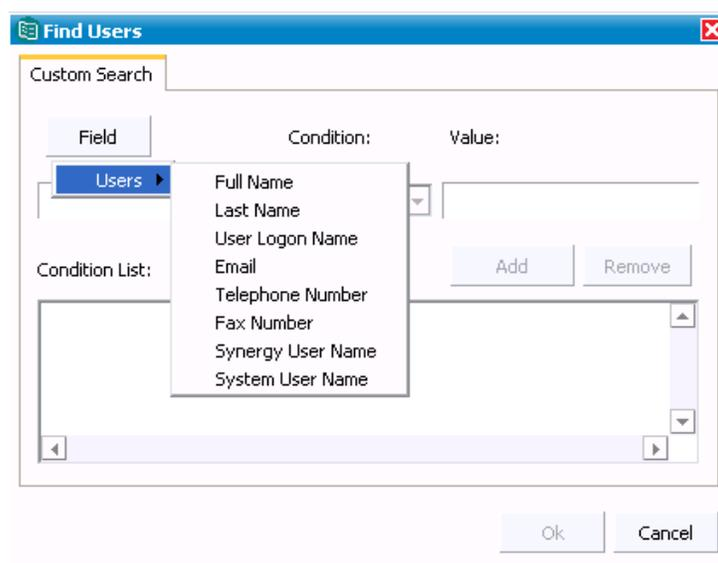 Find Users
Custom Search
Field Condition: Value:
Users
Full Name
Last Name
User Logon Name
Email
Telephone Number
Fax Number
Synergy User Name
System User Name
Condition List:
Add Remove
Ok Cancel